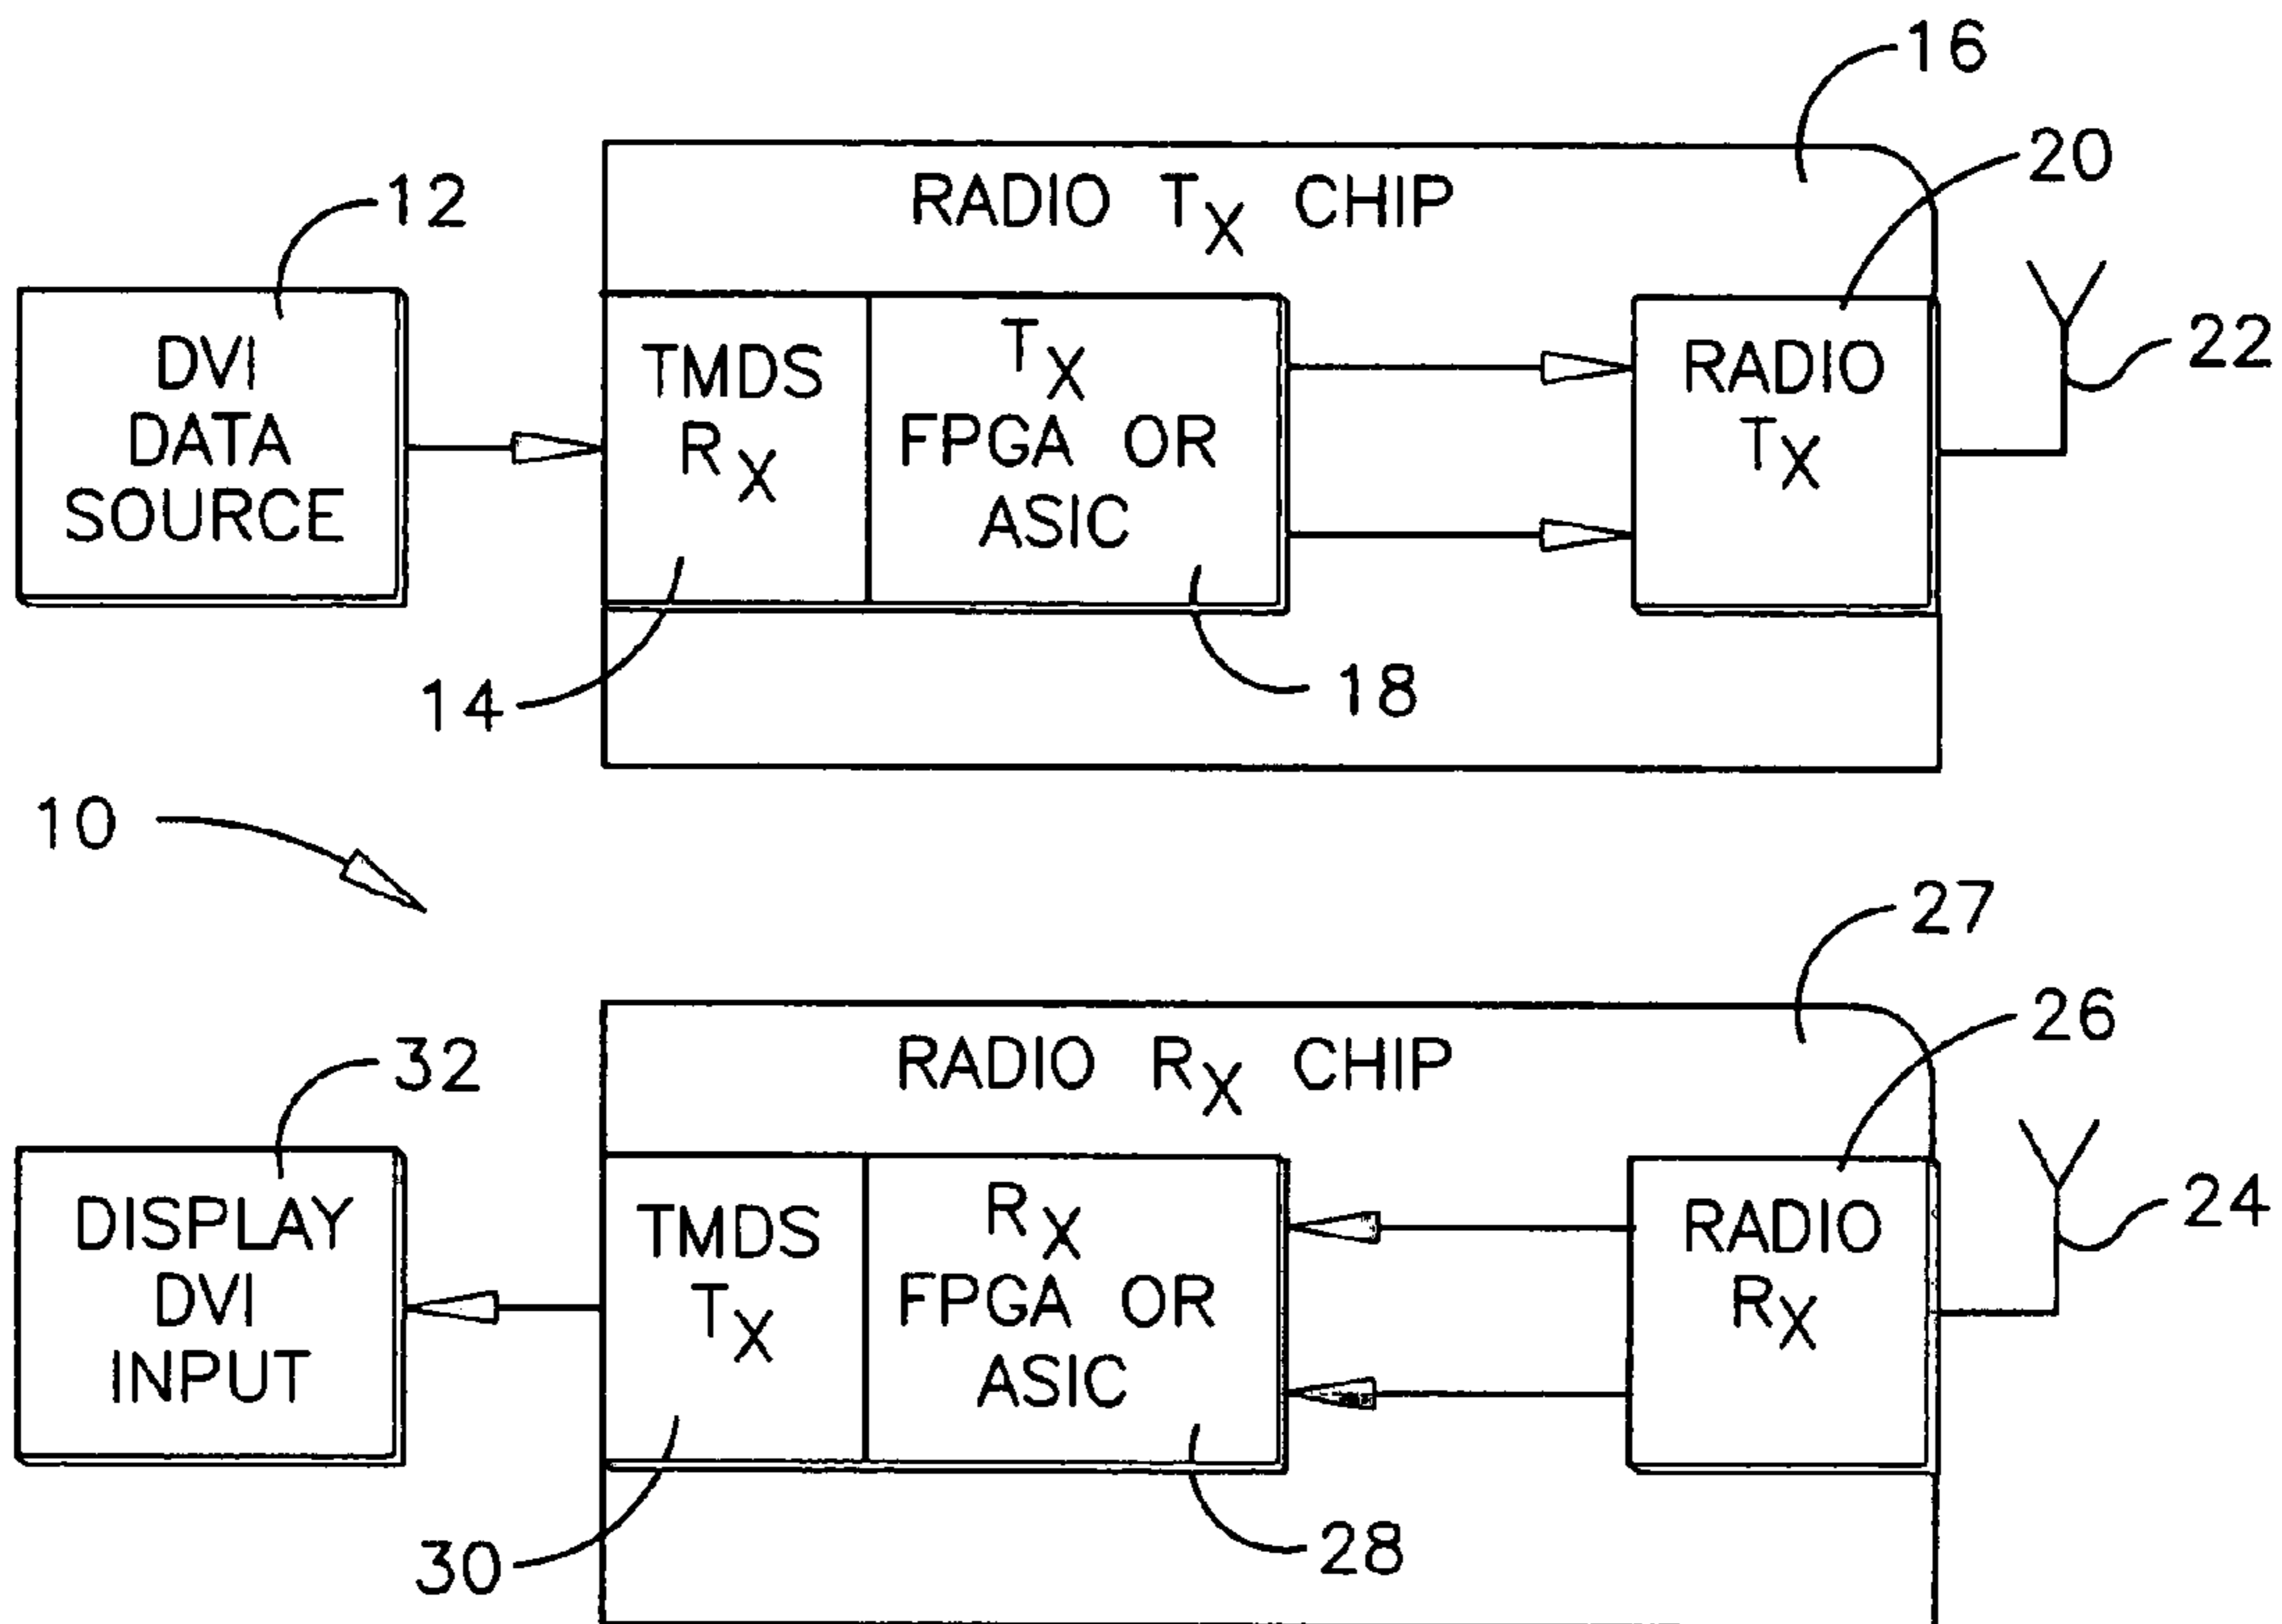 16
20
RADIO TX CHIP
12
DVI
DATA
SOURCE
TMDS
RX
TX
FPGA OR
ASIC
RADIO
TX
22
14
18
10
27
26
RADIO RX CHIP
32
DISPLAY
DVI
INPUT
TMDS
TX
RX
FPGA OR
ASIC
RADIO
RX
24
30
28